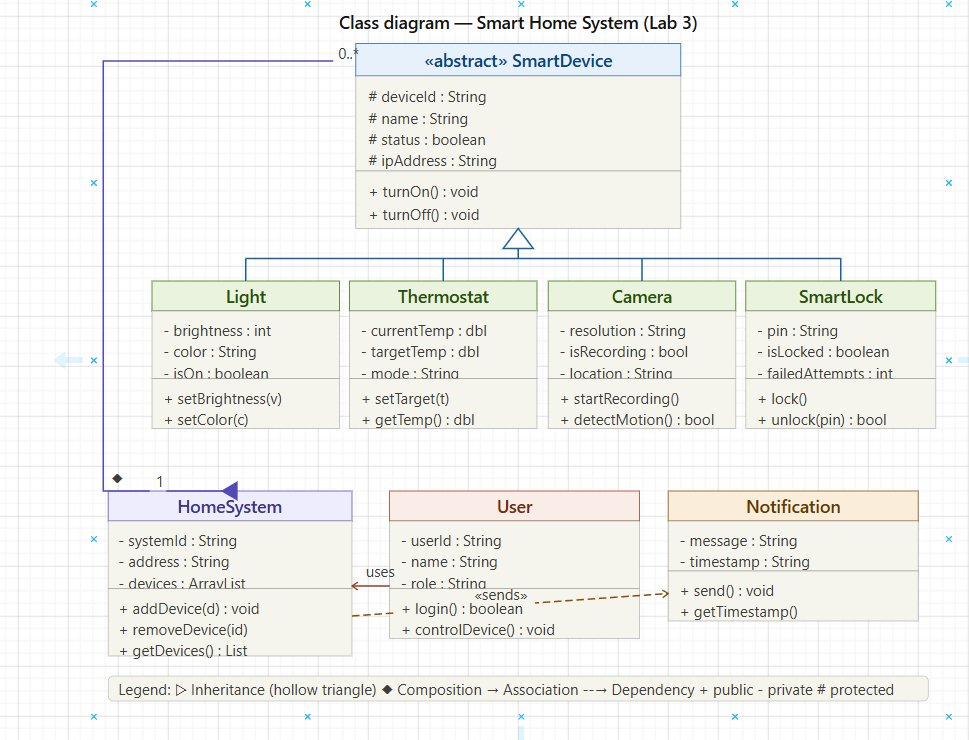 Class diagram — Smart Home System (Lab 3)
0..*
«abstract» SmartDevice
# deviceId : String
# name : String
# status : boolean
# ipAddress : String
+ turnOn() : void
+ turnOff() : void
Light
- brightness : int
- color : String
- isOn : boolean
+ setBrightness(v)
+ setColor(c)
Thermostat
- currentTemp : dbl
- targetTemp : dbl
- mode : String
+ setTarget(t)
+ getTemp() : dbl
Camera
- resolution : String
- isRecording : bool
- location : String
+ startRecording()
+ detectMotion() : bool
SmartLock
- pin : String
- isLocked : boolean
- failedAttempts : int
+ lock()
+ unlock(pin) : bool
◆ 1
HomeSystem
- systemId : String
- address : String
- devices : ArrayList
+ addDevice(d) : void
+ removeDevice(id)
+ getDevices() : List
uses
User
- userId : String
- name : String
- role : String
«sends»
+ login() : boolean
+ controlDevice() : void
Notification
- message : String
- timestamp : String
+ send() : void
+ getTimestamp()
Legend: ▷ Inheritance (hollow triangle) ◆ Composition → Association --→ Dependency + public - private # protected